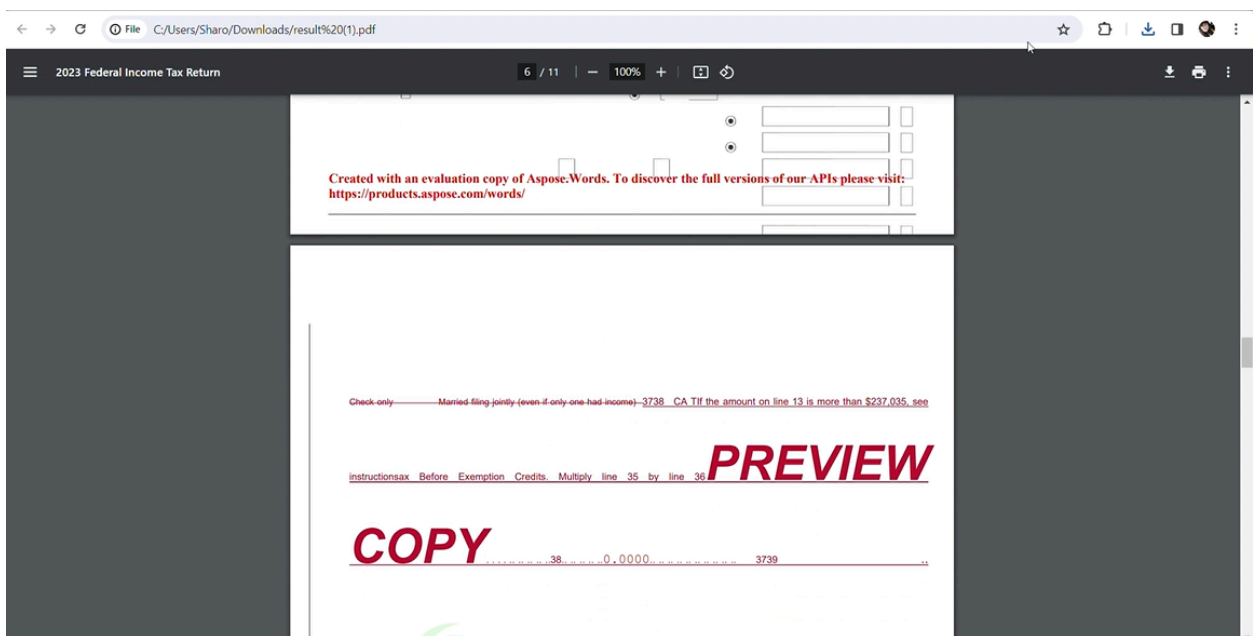 File C:/Users/Sharo/Downloads/result%20(1).pdf
2023 Federal Income Tax Return 6 / 11 100%
Created with an evaluation copy of Aspose.Words. To discover the full versions of our APIs please visit:
https://products.aspose.com/words/
Check only Married filing jointly (even if only one had income) 3738 CA TIf the amount on line 13 is more than $237,035, see
instructionsax Before Exemption Credits. Multiply line 35 by line 36 PREVIEW
COPY . . . . . . . . . . . 38. . . . . . 0.0000. . . . . . . . . . . . . 3739 ..